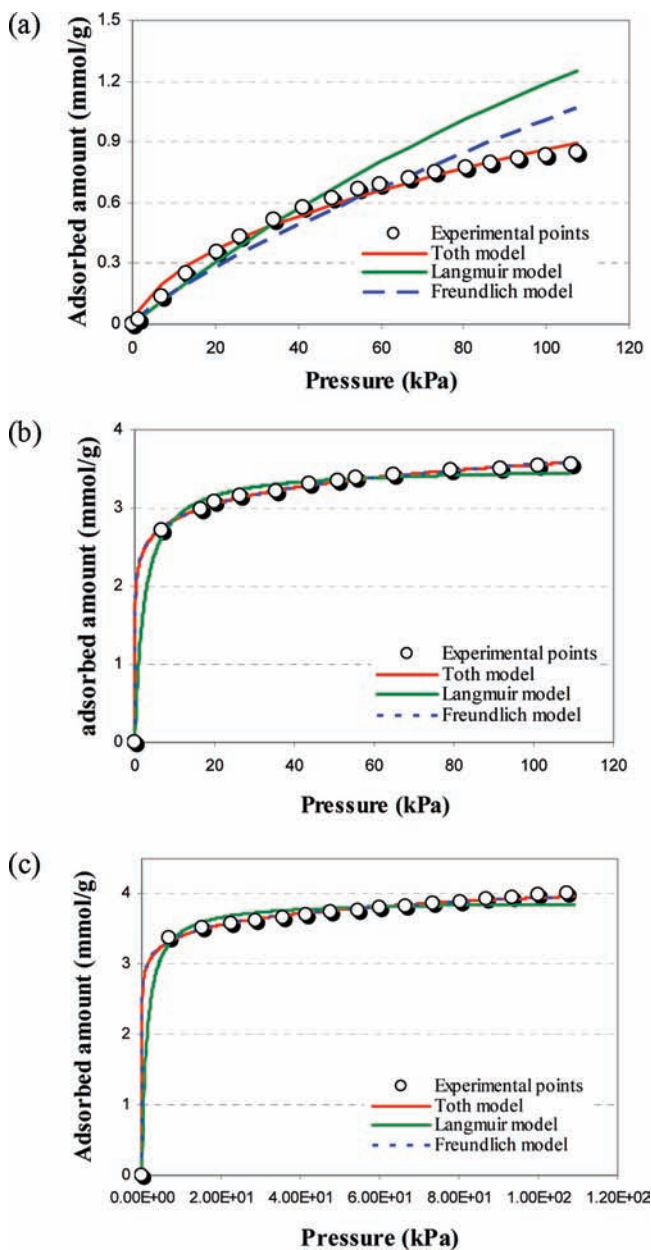 (a)
Adsorbed amount (mmol/g)
1.5
1.2
0.9
0.6
0.3
0
Experimental points
Toth model
Langmuir model
Freundlich model
0 20 40 60 80 100 120
Pressure (kPa)
(b)
adsorbed amount (mmol/g)
4
3
2
1
0
Experimental points
Toth model
Langmuir model
Freundlich model
0 20 40 60 80 100 120
Pressure (kPa)
(c)
Adsorbed amount (mmol/g)
5
4
3
2
1
0
Experimental points
Toth model
Langmuir model
Freundlich model
0.00E+00 2.00E+01 4.00E+01 6.00E+01 8.00E+01 1.00E+02 1.20E+02
Pressure (kPa)